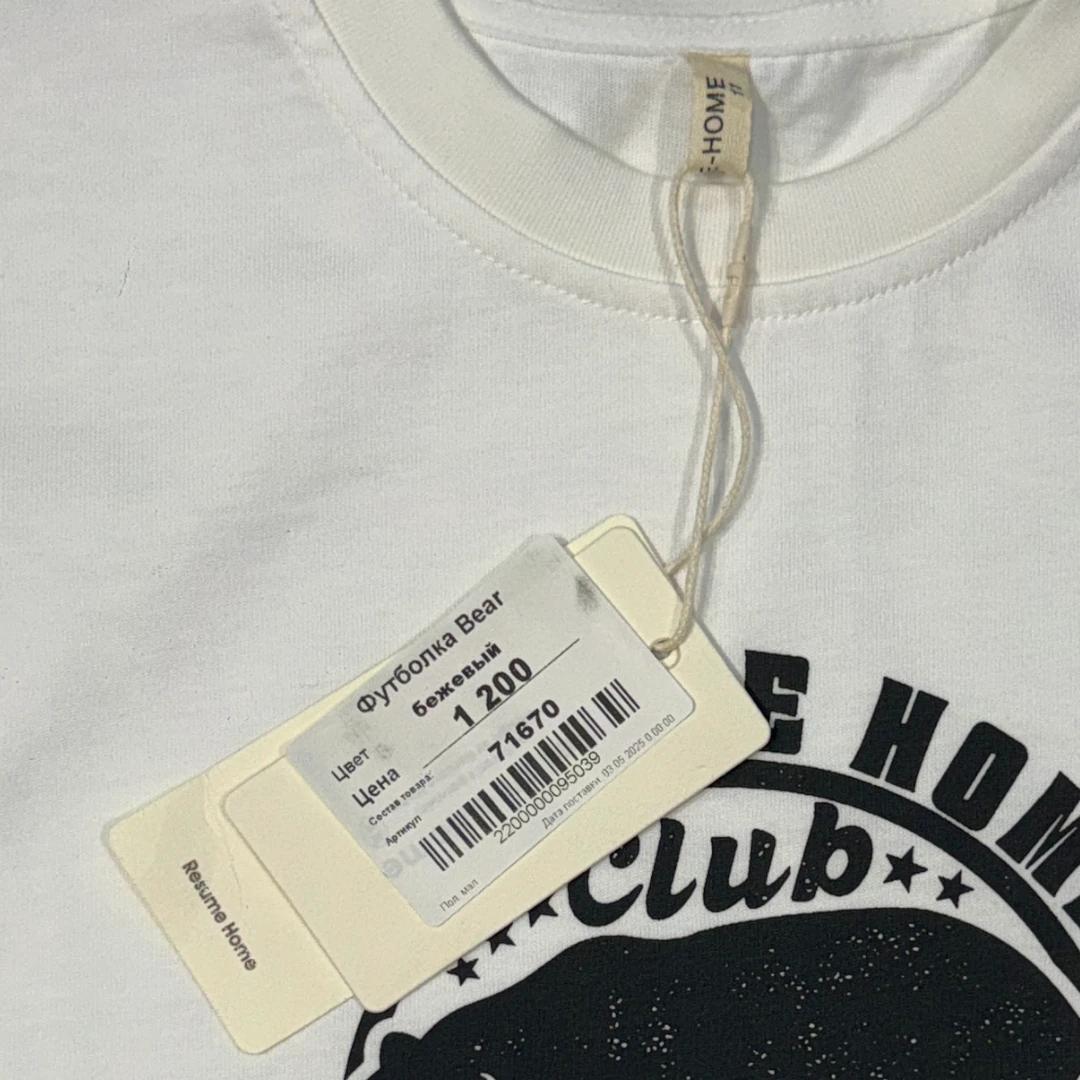 -HOME
Футболка Bear
Цвет бежевый
Цена 1 200
Состав товара:
Артикул 71670
2200000095039
Дата поставки 03.05.2025 0:00:00
Пол: мал
Resume Home
E HOM
Club